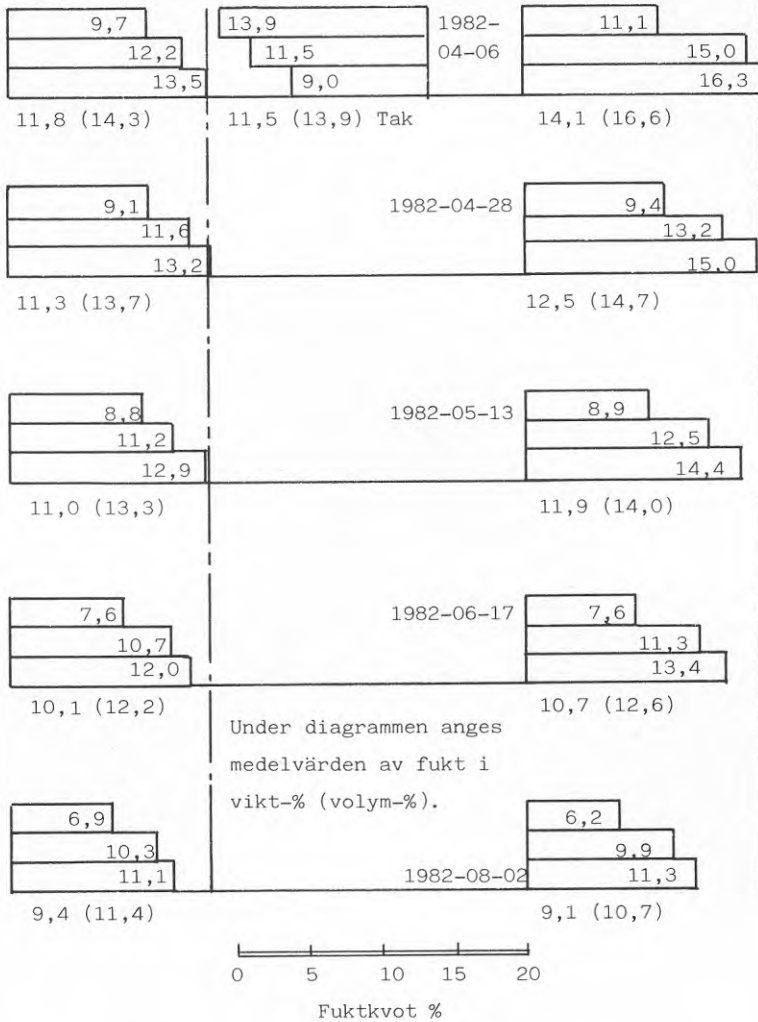 9,7 13,9 1982- 11,1
12,2 11,5 04-06 15,0
13,5 9,0 16,3
11,8 (14,3) 11,5 (13,9) Tak 14,1 (16,6)
9,1 1982-04-28 9,4
11,6 13,2
13,2 15,0
11,3 (13,7) 12,5 (14,7)
8,8 1982-05-13 8,9
11,2 12,5
12,9 14,4
11,0 (13,3) 11,9 (14,0)
7,6 1982-06-17 7,6
10,7 11,3
12,0 13,4
10,1 (12,2) 10,7 (12,6)
Under diagrammen anges
medelvärden av fukt i
vikt-% (volym-%).
6,9 6,2
10,3 9,9
11,1 1982-08-02 11,3
9,4 (11,4) 9,1 (10,7)
0 5 10 15 20
Fuktkvot %